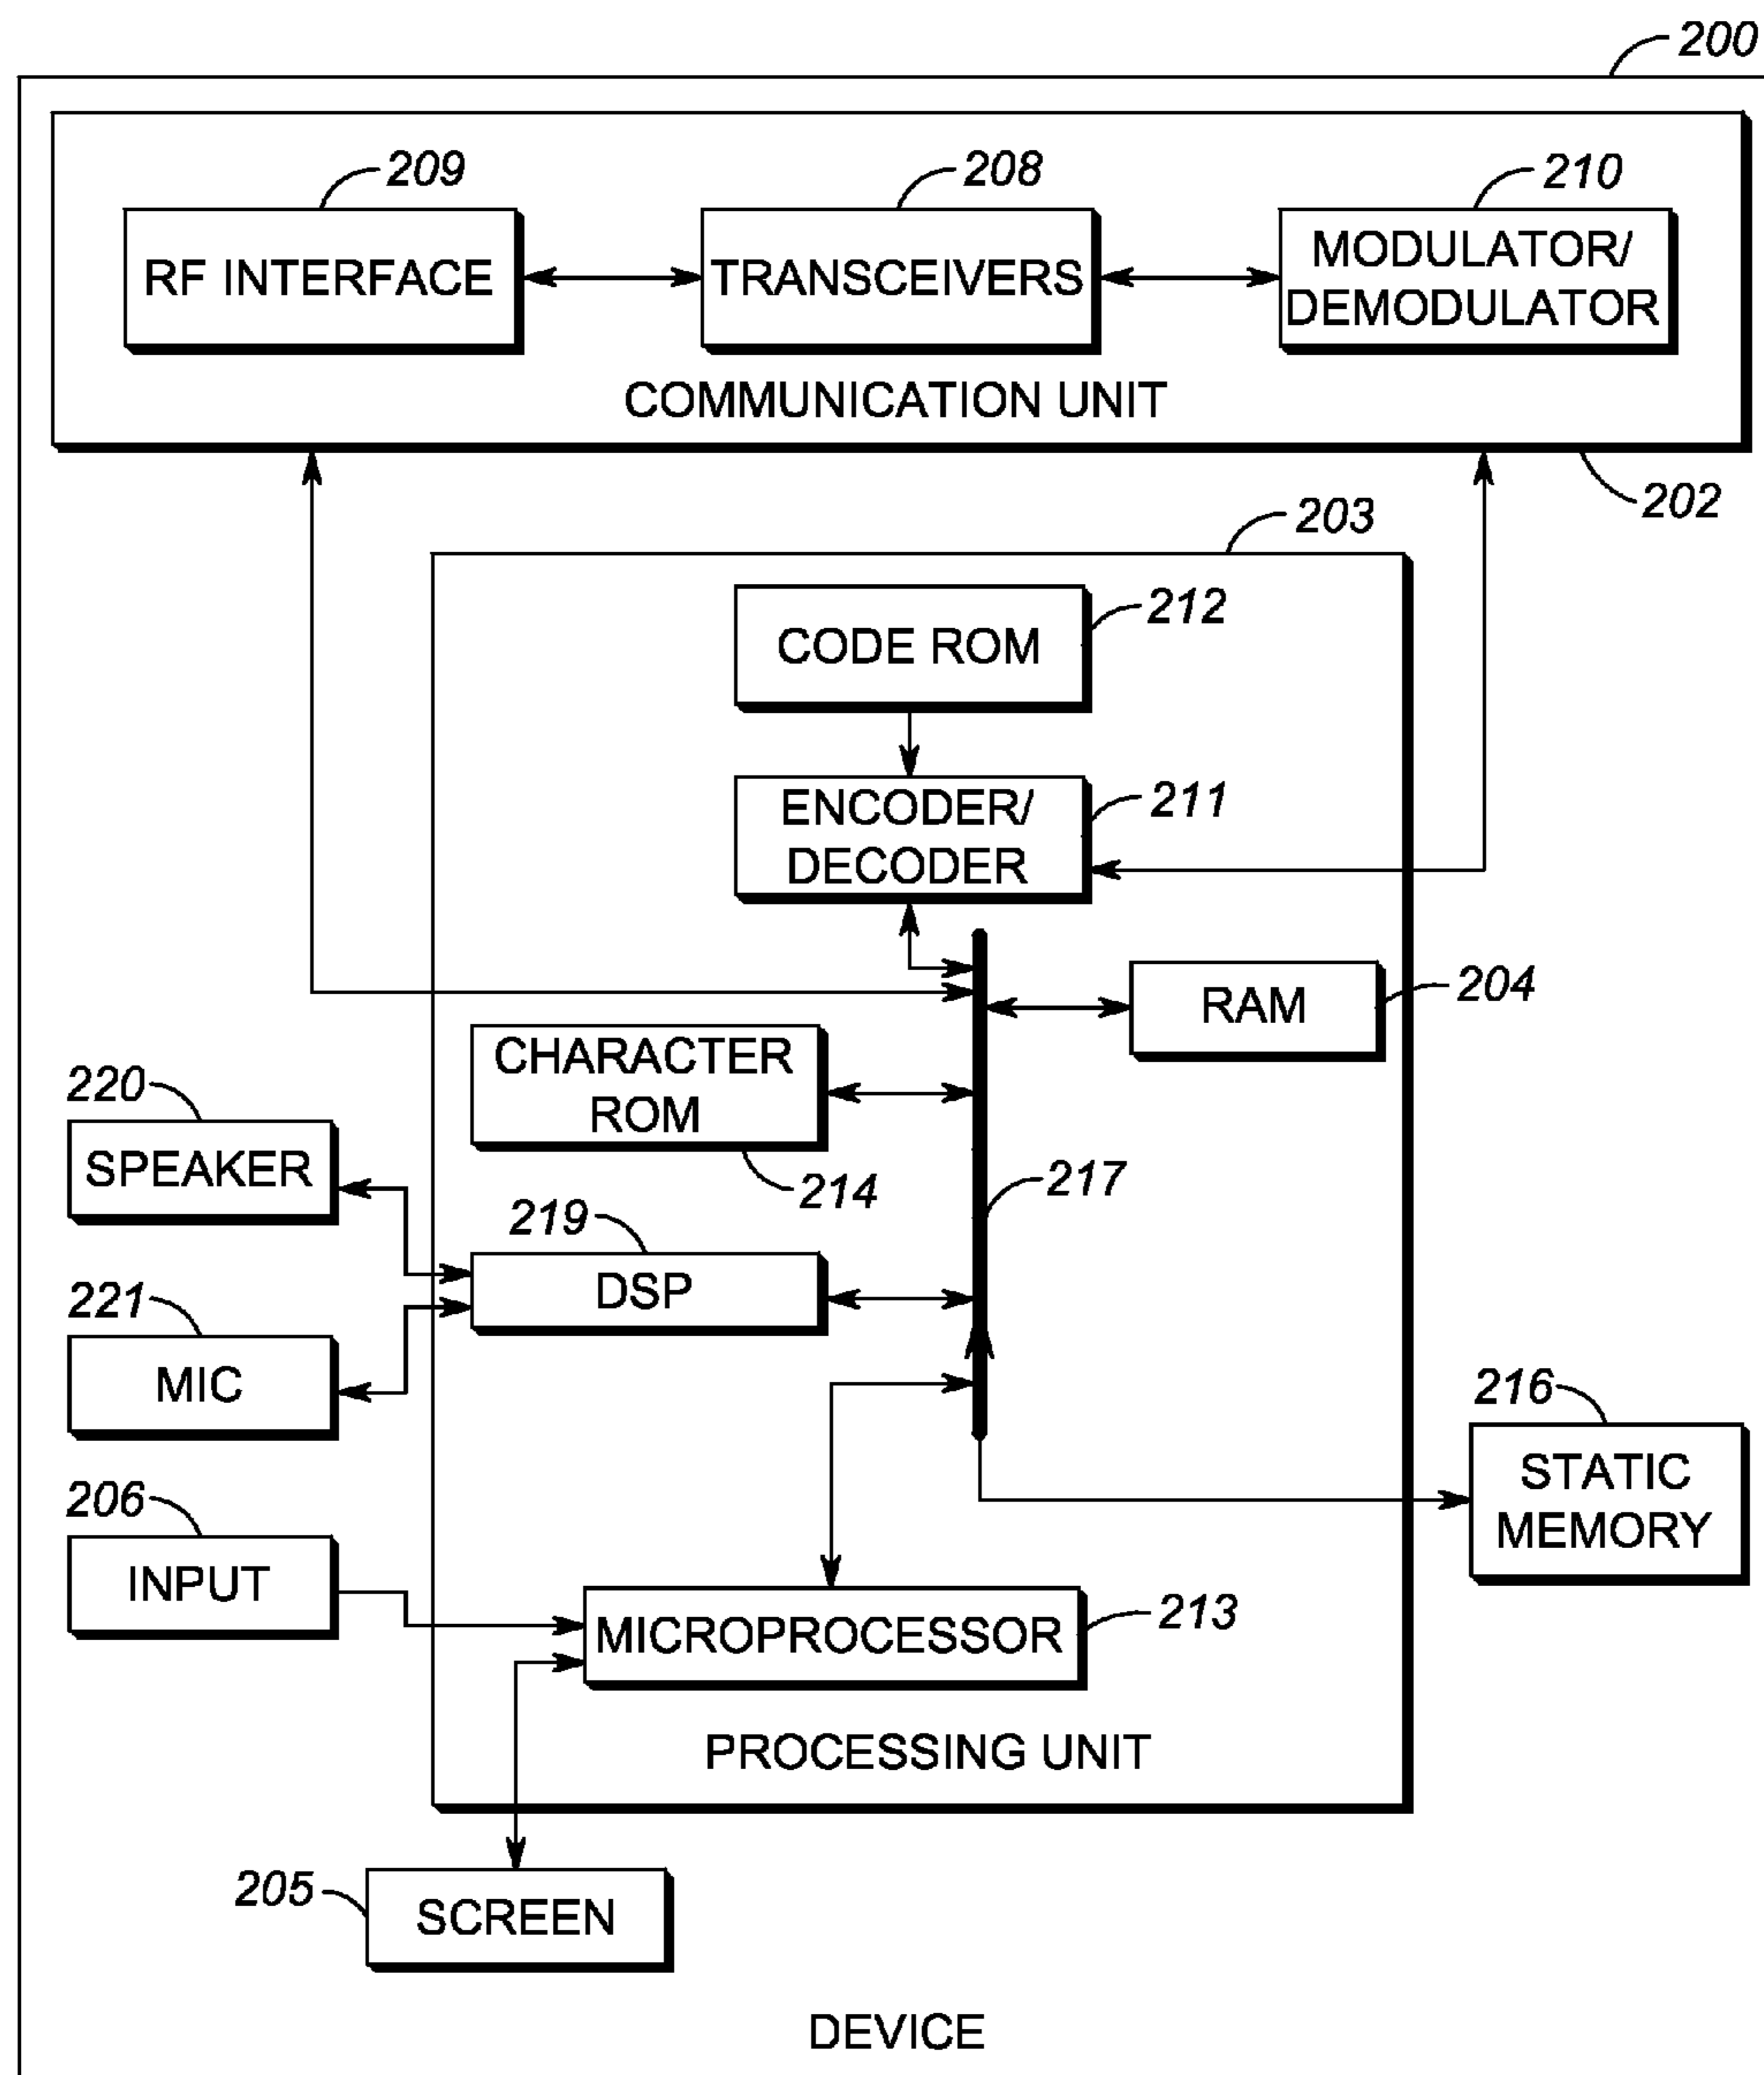 200
209
208
210
RF INTERFACE
TRANSCEIVERS
MODULATOR/
DEMODULATOR
COMMUNICATION UNIT
202
203
CODE ROM
212
ENCODER/
DECODER
211
RAM
204
CHARACTER
ROM
214
217
220
SPEAKER
219
DSP
221
MIC
216
STATIC
MEMORY
206
INPUT
MICROPROCESSOR
213
PROCESSING UNIT
205
SCREEN
DEVICE